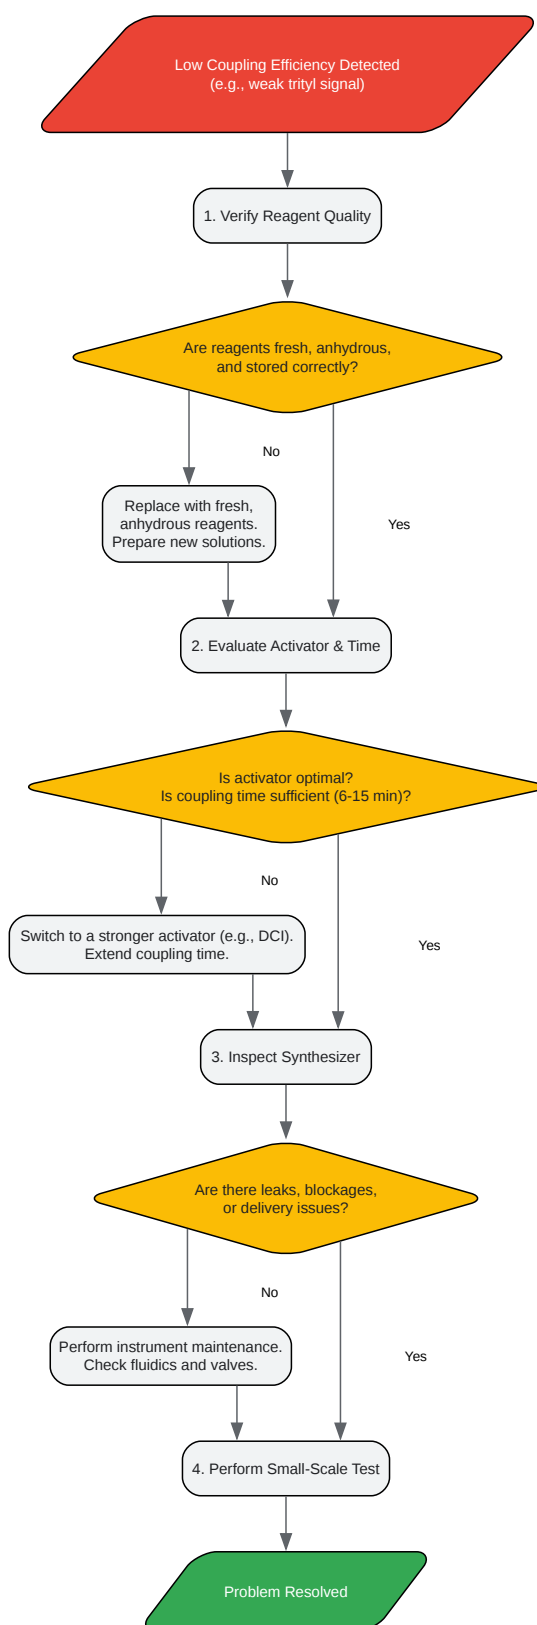 Low Coupling Efficiency Detected
(e.g., weak trityl signal)
1. Verify Reagent Quality
Are reagents fresh, anhydrous,
and stored correctly?
No
Replace with fresh,
anhydrous reagents.
Prepare new solutions.
Yes
2. Evaluate Activator & Time
Is activator optimal?
Is coupling time sufficient (6-15 min)?
No
Switch to a stronger activator (e.g., DCI).
Extend coupling time.
Yes
3. Inspect Synthesizer
Are there leaks, blockages,
or delivery issues?
No
Perform instrument maintenance.
Check fluidics and valves.
Yes
4. Perform Small-Scale Test
Problem Resolved